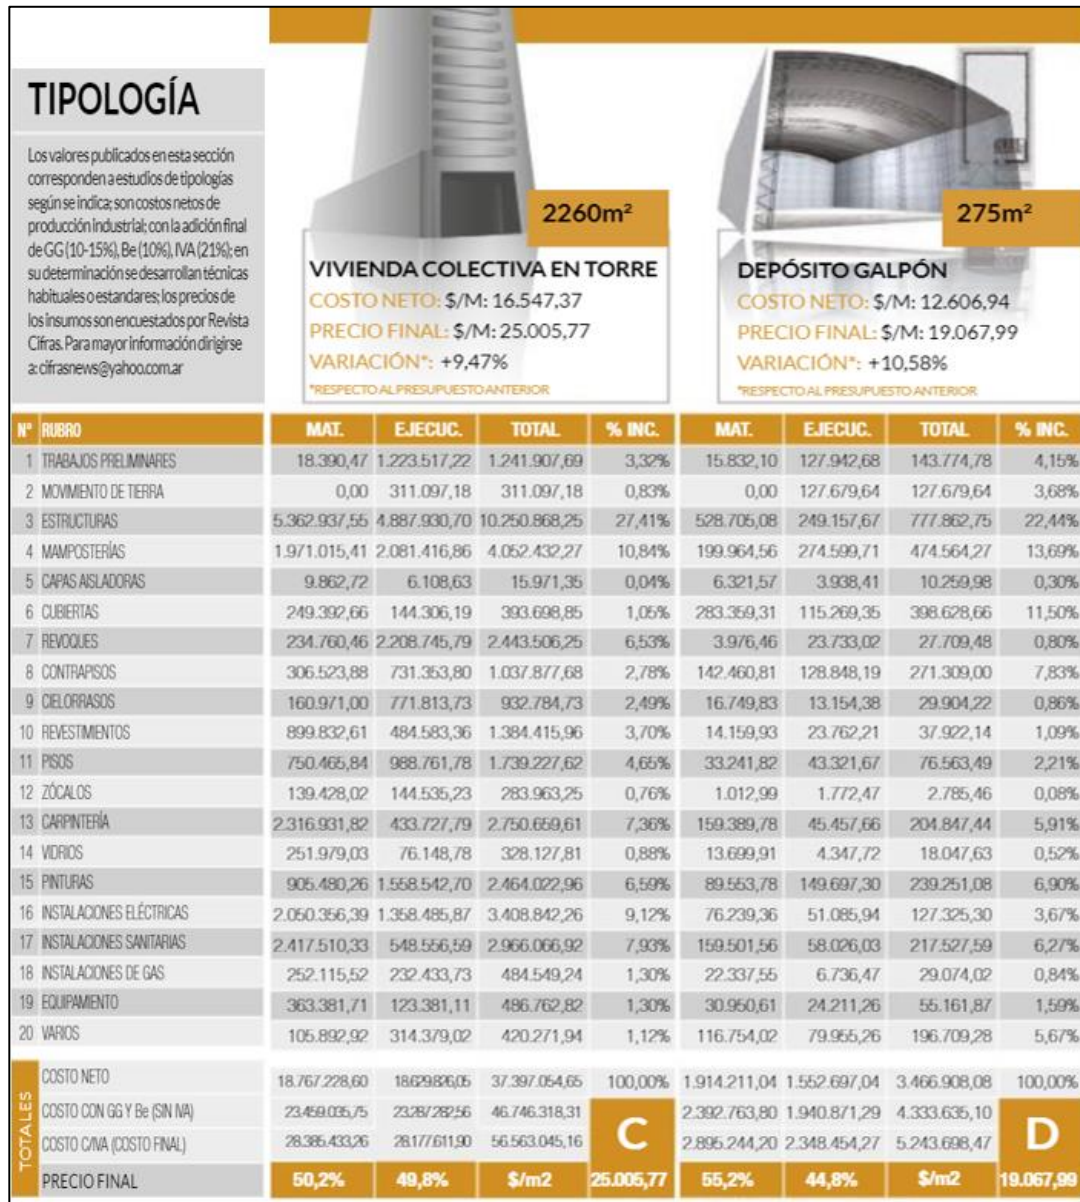 TIPOLOGÍA
Los valores publicados en esta sección
corresponden a estudios de tipologías
según se indica; son costos netos de
producción industrial; con la adición final
de GG (10-15%), Be (10%), IVA (21%); en
su determinación se desarrollan técnicas
habituales o estandares; los precios de
los insumos son encuestados por Revista
Cifras. Para mayor información dirigirse
a: cifrasnews@yahoo.com.ar
2260m²
VIVIENDA COLECTIVA EN TORRE
COSTO NETO: $/M: 16.547,37
PRECIO FINAL: $/M: 25.005,77
VARIACIÓN*: +9,47%
*RESPECTO AL PRESUPUESTO ANTERIOR
275m²
DEPÓSITO GALPÓN
COSTO NETO: $/M: 12.606,94
PRECIO FINAL: $/M: 19.067,99
VARIACIÓN*: +10,58%
*RESPECTO AL PRESUPUESTO ANTERIOR
N° RUBRO MAT. EJECUC. TOTAL % INC. MAT. EJECUC. TOTAL % INC.
1 TRABAJOS PRELIMINARES 18.390,47 1.223.517,22 1.241.907,69 3,32% 15.832,10 127.942,68 143.774,78 4,15%
2 MOVIMIENTO DE TIERRA 0,00 311.097,18 311.097,18 0,83% 0,00 127.679,64 127.679,64 3,68%
3 ESTRUCTURAS 5.362.937,55 4.887.930,70 10.250.868,25 27,41% 528.705,08 249.157,67 777.862,75 22,44%
4 MAMPOSTERÍAS 1.971.015,41 2.081.416,86 4.052.432,27 10,84% 199.964,56 274.599,71 474.564,27 13,69%
5 CAPAS AISLADORAS 9.862,72 6.108,63 15.971,35 0,04% 6.321,57 3.938,41 10.259,98 0,30%
6 CUBIERTAS 249.392,66 144.306,19 393.698,85 1,05% 283.359,31 115.269,35 398.628,66 11,50%
7 REVOQUES 234.760,46 2.208.745,79 2.443.506,25 6,53% 3.976,46 23.733,02 27.709,48 0,80%
8 CONTRAPISOS 306.523,88 731.353,80 1.037.877,68 2,78% 142.460,81 128.848,19 271.309,00 7,83%
9 CIELORRASOS 160.971,00 771.813,73 932.784,73 2,49% 16.749,83 13.154,38 29.904,22 0,86%
10 REVESTIMIENTOS 899.832,61 484.583,36 1.384.415,96 3,70% 14.159,93 23.762,21 37.922,14 1,09%
11 PISOS 750.465,84 988.761,78 1.739.227,62 4,65% 33.241,82 43.321,67 76.563,49 2,21%
12 ZÓCALOS 139.428,02 144.535,23 283.963,25 0,76% 1.012,99 1.772,47 2.785,46 0,08%
13 CARPINTERÍA 2.316.931,82 433.727,79 2.750.659,61 7,36% 159.389,78 45.457,66 204.847,44 5,91%
14 VIDRIOS 251.979,03 76.148,78 328.127,81 0,88% 13.699,91 4.347,72 18.047,63 0,52%
15 PINTURAS 905.480,26 1.558.542,70 2.464.022,96 6,59% 89.553,78 149.697,30 239.251,08 6,90%
16 INSTALACIONES ELÉCTRICAS 2.050.356,39 1.358.485,87 3.408.842,26 9,12% 76.239,36 51.085,94 127.325,30 3,67%
17 INSTALACIONES SANITARIAS 2.417.510,33 548.556,59 2.966.066,92 7,93% 159.501,56 58.026,03 217.527,59 6,27%
18 INSTALACIONES DE GAS 252.115,52 232.433,73 484.549,24 1,30% 22.337,55 6.736,47 29.074,02 0,84%
19 EQUIPAMIENTO 363.381,71 123.381,11 486.762,82 1,30% 30.950,61 24.211,26 55.161,87 1,59%
20 VARIOS 105.892,92 314.379,02 420.271,94 1,12% 116.754,02 79.955,26 196.709,28 5,67%
TOTALES
COSTO NETO 18.767.228,60 18.629.826,05 37.397.054,65 100,00% 1.914.211,04 1.552.697,04 3.466.908,08 100,00%
COSTO CON GG Y Be (SIN IVA) 23.459.035,75 23.287.282,56 46.746.318,31 C 2.392.763,80 1.940.871,29 4.333.635,10 D
COSTO C/IVA (COSTO FINAL) 28.385.433,26 28.177.611,90 56.563.045,16 2.895.244,20 2.348.454,27 5.243.698,47
PRECIO FINAL 50,2% 49,8% $/m2 25.005,77 55,2% 44,8% $/m2 19.067,99